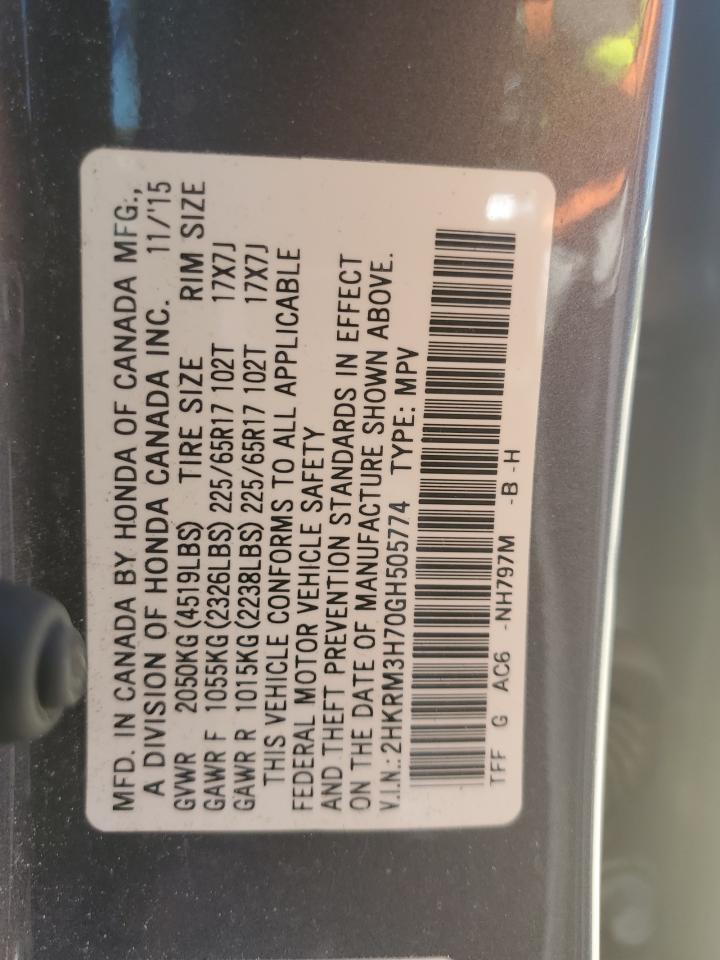 MFD. IN CANADA BY HONDA OF CANADA MFG.,
A DIVISION OF HONDA CANADA INC. 11/'15
GVWR 2050KG(4519LBS) TIRE SIZE RIM SIZE
GAWR F 1055KG(2326LBS) 225/65R17 102T 17X7J
GAWR R 1015KG(2238LBS) 225/65R17 102T 17X7J
THIS VEHICLE CONFORMS TO ALL APPLICABLE
FEDERAL MOTOR VEHICLE SAFETY
AND THEFT PREVENTION STANDARDS IN EFFECT
ON THE DATE OF MANUFACTURE SHOWN ABOVE.
V.I.N.:2HKRM3H70GH505774 TYPE: MPV
TFF G AC6 -NH797M -B -H